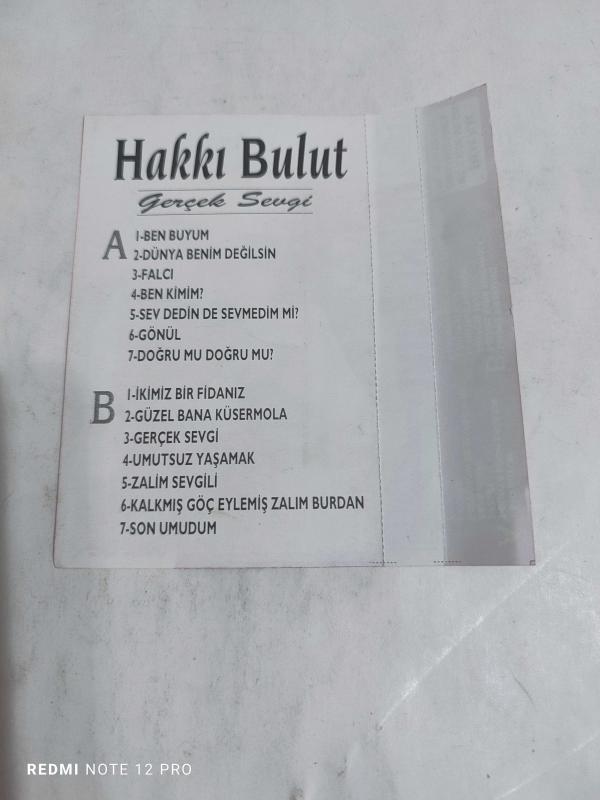 Hakkı Bulut
Gerçek Sevgi
A
1-BEN BUYUM
2-DÜNYA BENİM DEĞİLSİN
3-FALCI
4-BEN KİMİM?
5-SEV DEDİN DE SEVMEDİM Mİ?
6-GÖNÜL
7-DOĞRU MU DOĞRU MU?
B
1-İKİMİZ BİR FİDANIZ
2-GÜZEL BANA KÜSERMOLA
3-GERÇEK SEVGİ
4-UMUTSUZ YAŞAMAK
5-ZALİM SEVGİLİ
6-KALKMIŞ GÖÇ EYLEMİŞ ZALIM BURDAN
7-SON UMUDUM
REDMI NOTE 12 PRO